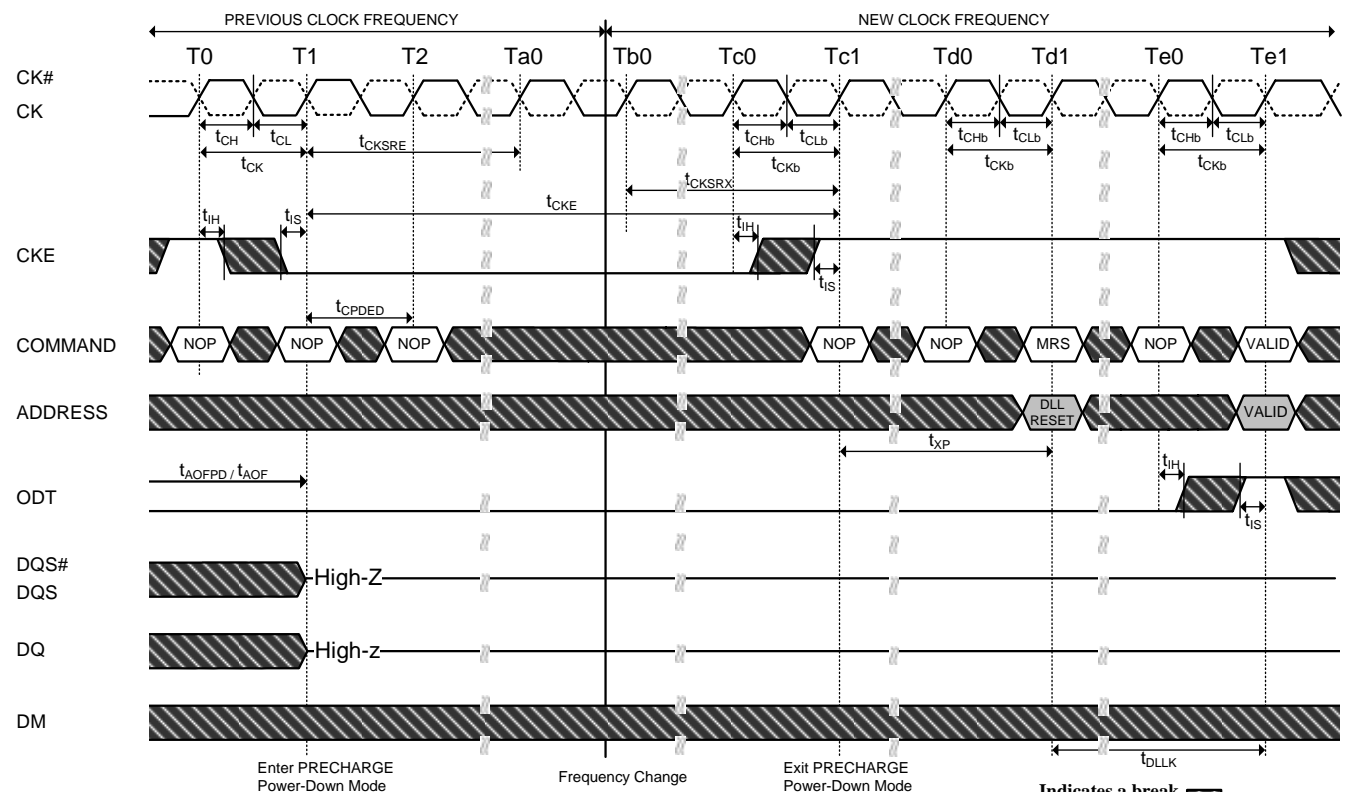 PREVIOUS CLOCK FREQUENCY NEW CLOCK FREQUENCY
T0 T1 T2 Ta0 Tb0 Tc0 Tc1 Td0 Td1 Te0 Te1
CK#
CK
tCH tCL tCHb tCLb tCHb tCLb tCHb tCLb
tCK tCKSRE tCKb tCKb tCKb
tCKSRX
tCKE
tIH tIS tIH
CKE
tIS
tCPDED
COMMAND NOP NOP NOP NOP NOP MRS NOP VALID
ADDRESS DLL RESET VALID
tXP
tAOFPD / tAOF tIH
ODT
tIS
DQS#
DQS High-Z
DQ High-z
DM
tDLLK
Enter PRECHARGE
Power-Down Mode
Frequency Change
Exit PRECHARGE
Power-Down Mode
Indicates a break